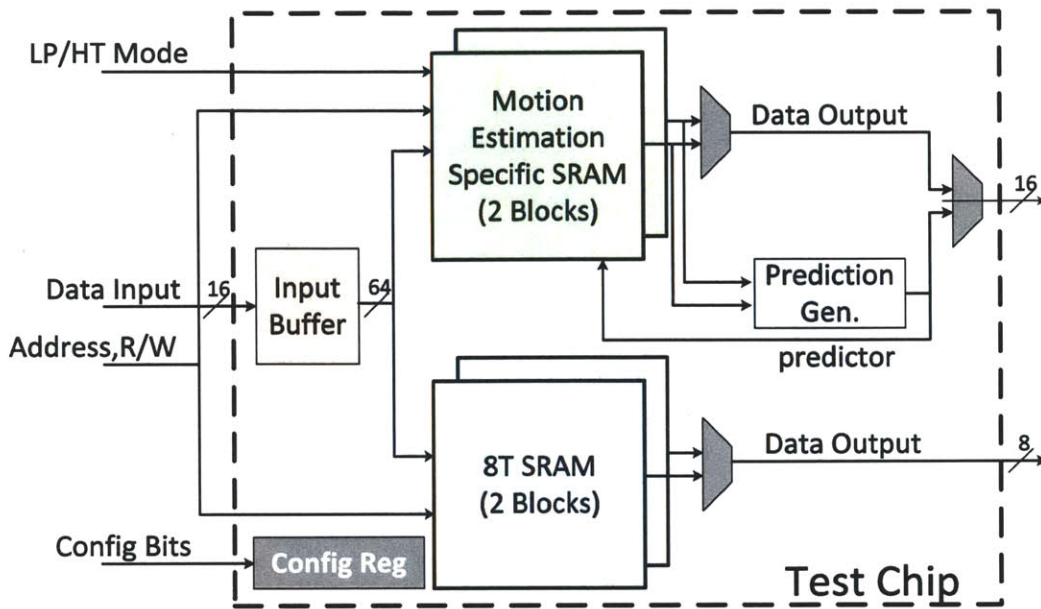 LP/HT Mode
Motion
Estimation
Specific SRAM
(2 Blocks)
Data Output
16
Data Input
16
Input
Buffer
64
Prediction
Gen.
Address,R/W
predictor
8T SRAM
(2 Blocks)
Data Output
8
Config Bits
Config Reg
Test Chip